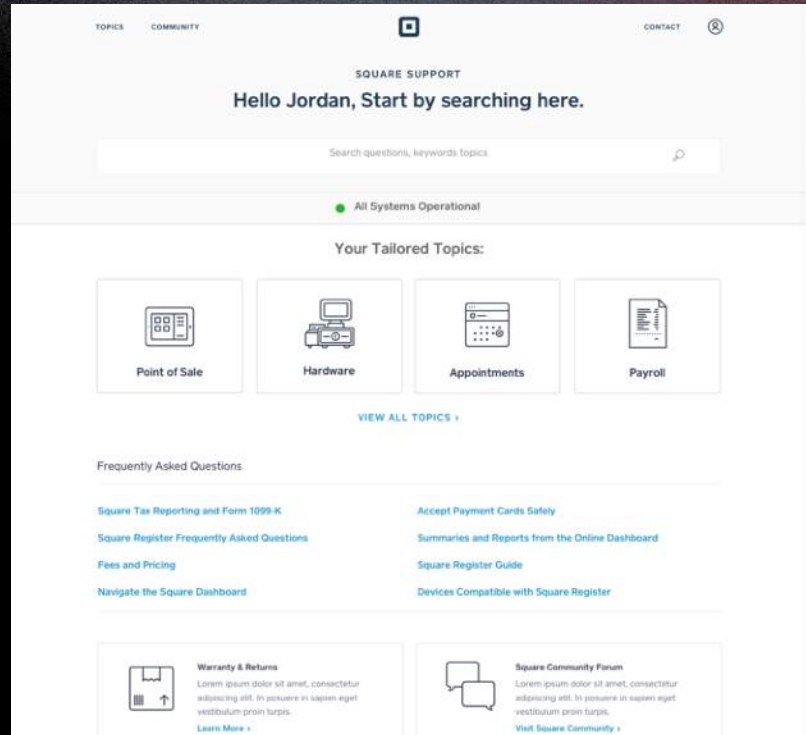 TOPICS COMMUNITY CONTACT
SQUARE SUPPORT
Hello Jordan, Start by searching here.
Search questions, keywords topics
All Systems Operational
Your Tailored Topics:
Point of Sale Hardware Appointments Payroll
VIEW ALL TOPICS ›
Frequently Asked Questions
Square Tax Reporting and Form 1099-K
Accept Payment Cards Safely
Square Register Frequently Asked Questions
Summaries and Reports from the Online Dashboard
Fees and Pricing
Square Register Guide
Navigate the Square Dashboard
Devices Compatible with Square Register
Warranty & Returns
Lorem ipsum dolor sit amet, consectetur
adipiscing elit. In posuere in sapien eget
vestibulum proin turpis.
Learn More ›
Square Community Forum
Lorem ipsum dolor sit amet, consectetur
adipiscing elit. In posuere in sapien eget
vestibulum proin turpis.
Visit Square Community ›